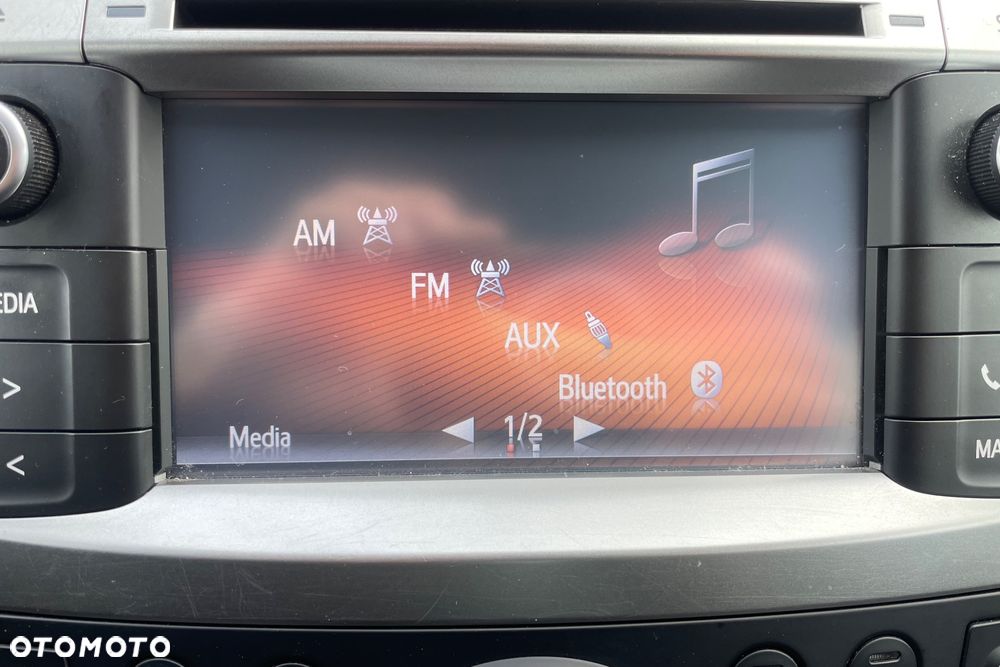 AM
FM
EDIA
AUX
Bluetooth
Media
1/2
>
<
MA
OTOMOTO